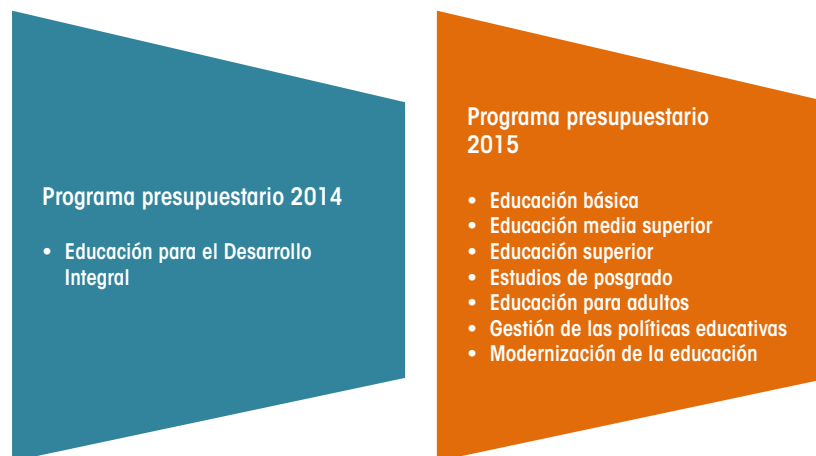 Programa presupuestario 2014
• Educación para el Desarrollo
Integral
Programa presupuestario
2015
• Educación básica
• Educación media superior
• Educación superior
• Estudios de posgrado
• Educación para adultos
• Gestión de las políticas educativas
• Modernización de la educación